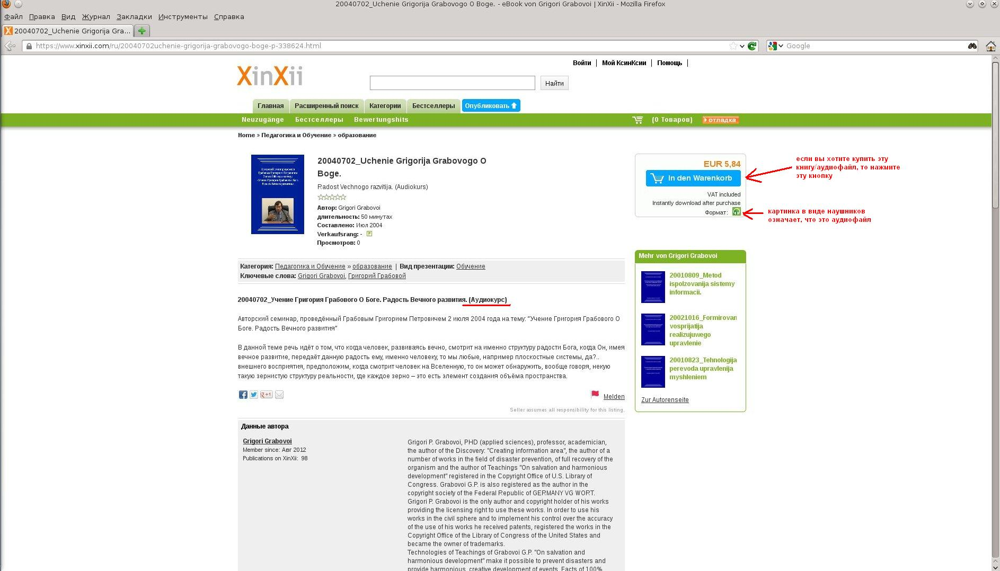 20040702_Uchenie Grigorija Grabovogo O Boge. - eBook von Grigori Grabovoi | XinXii - Mozilla Firefox
Файл Правка Вид Журнал Закладки Инструменты Справка
20040702_Uchenie Grigorija Gra...
https://www.xinxii.com/ru/20040702uchenie-grigorija-grabovogo-boge-p-338624.html
Google
Войти | Мой КсинКсии | Помощь |
XinXii
Найти
Главная Расширенный поиск Категории Бестселлеры Опубликовать
Neuzugänge Бестселлеры Bewertungshits (0 Товаров) отладка
Home » Педагогика и Обучение » образование
Авторский семинар провёл
Грабовым Григорием Петровичем
2 июля 2004 года на тему:
«Учение Григория Грабового о Боге.
Радость Вечного развития.»
20040702_Uchenie Grigorija Grabovogo O
Boge.
Radost Vechnogo razvitija. (Audiokurs)
Автор: Grigori Grabovoi
длительность: 50 минутах
Составлено: Июл 2004
Verkaufsrang: - ?
Просмотров: 0
EUR 5,84
In den Warenkorb
VAT included
Instantly download after purchase
Формат:
если вы хотите купить эту
книгу/аудиофайл, то нажмите
эту кнопку
картинка в виде наушников
означает, что это аудиофайл
Категория: Педагогика и Обучение » образование | Вид презентации: Обучение
Ключевые слова: Grigori Grabovoi, Григорий Грабовой
20040702_Учение Григория Грабового О Боге. Радость Вечного развития. (Аудиокурс)
Авторский семинар, проведённый Грабовым Григорием Петровичем 2 июля 2004 года на тему: “Учение Григория Грабового О
Боге. Радость Вечного развития”
В данной теме речь идёт о том, что когда человек, развиваясь вечно, смотрит на именно структуру радости Бога, когда Он, имея
вечное развитие, передаёт данную радость ему, именно человеку, то мы любые, например плоскостные системы, да?..
внешнего восприятия, предположим, когда смотрит человек на Вселенную, то он может обнаружить, вообще говоря, некую
такую зернистую структуру реальности, где каждое зерно – это есть элемент создания объёма пространства.
g +1
Melden
Seller assumes all responsibility for this listing.
Mehr von Grigori Grabovoi
20010809_Metod
ispolzovanija sistemy
informacii.
20021016_Formirovan
vosprijatija
realizujuwego
upravlenie
20010823_Tehnologija
perevoda upravlenija
myshleniem
Zur Autorenseite
Данные автора
Grigori Grabovoi
Member since: Авг 2012
Publications on XinXii: 98
Grigori P. Grabovoi, PHD (applied sciences), professor, academician,
the author of the Discovery: "Creating information area", the author of a
number of works in the field of disaster prevention, of full recovery of the
organism and the author of Teachings "On salvation and harmonious
development" registered in the Copyright Office of U.S. Library of
Congress. Grabovoi G.P. is also registered as the author in the
copyright society of the Federal Republic of GERMANY VG WORT.
Grigori P. Grabovoi is the only author and copyright holder of his works
providing the licensing right to use these works. In order to use his
works in the civil sphere and to implement his control over the accuracy
of the use of his works he received patents, registered the works in the
Copyright Office of the Library of Congress of the United States and
became the owner of trademarks.
Technologies of Teachings of Grabovoi G.P. "On salvation and
harmonious development" make it possible to prevent disasters and
provide harmonious, creative development of events. Facts of 100%